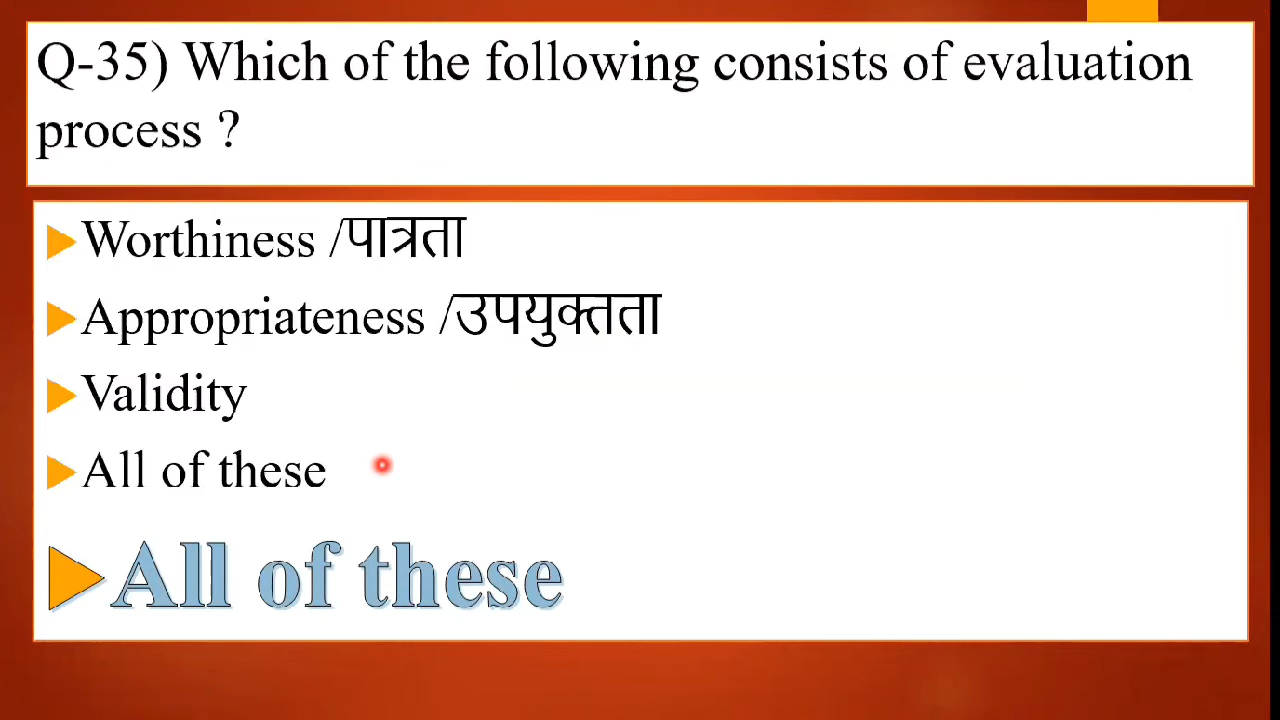 Q-35) Which of the following consists of evaluation
process ?
Worthiness /पात्रता
Appropriateness /उपयुक्तता
Validity
All of these
All of these